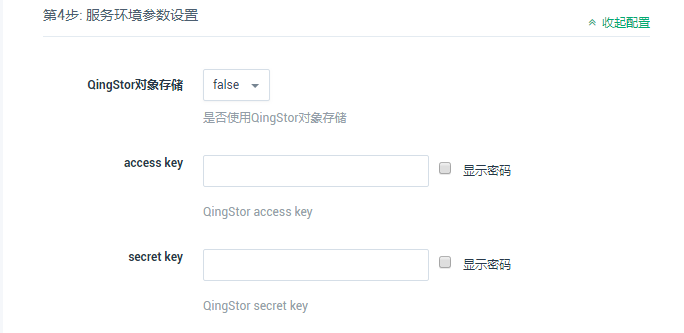 第4步: 服务环境参数设置
收起配置
QingStor对象存储
false
是否使用QingStor对象存储
access key
显示密码
QingStor access key
secret key
显示密码
QingStor secret key